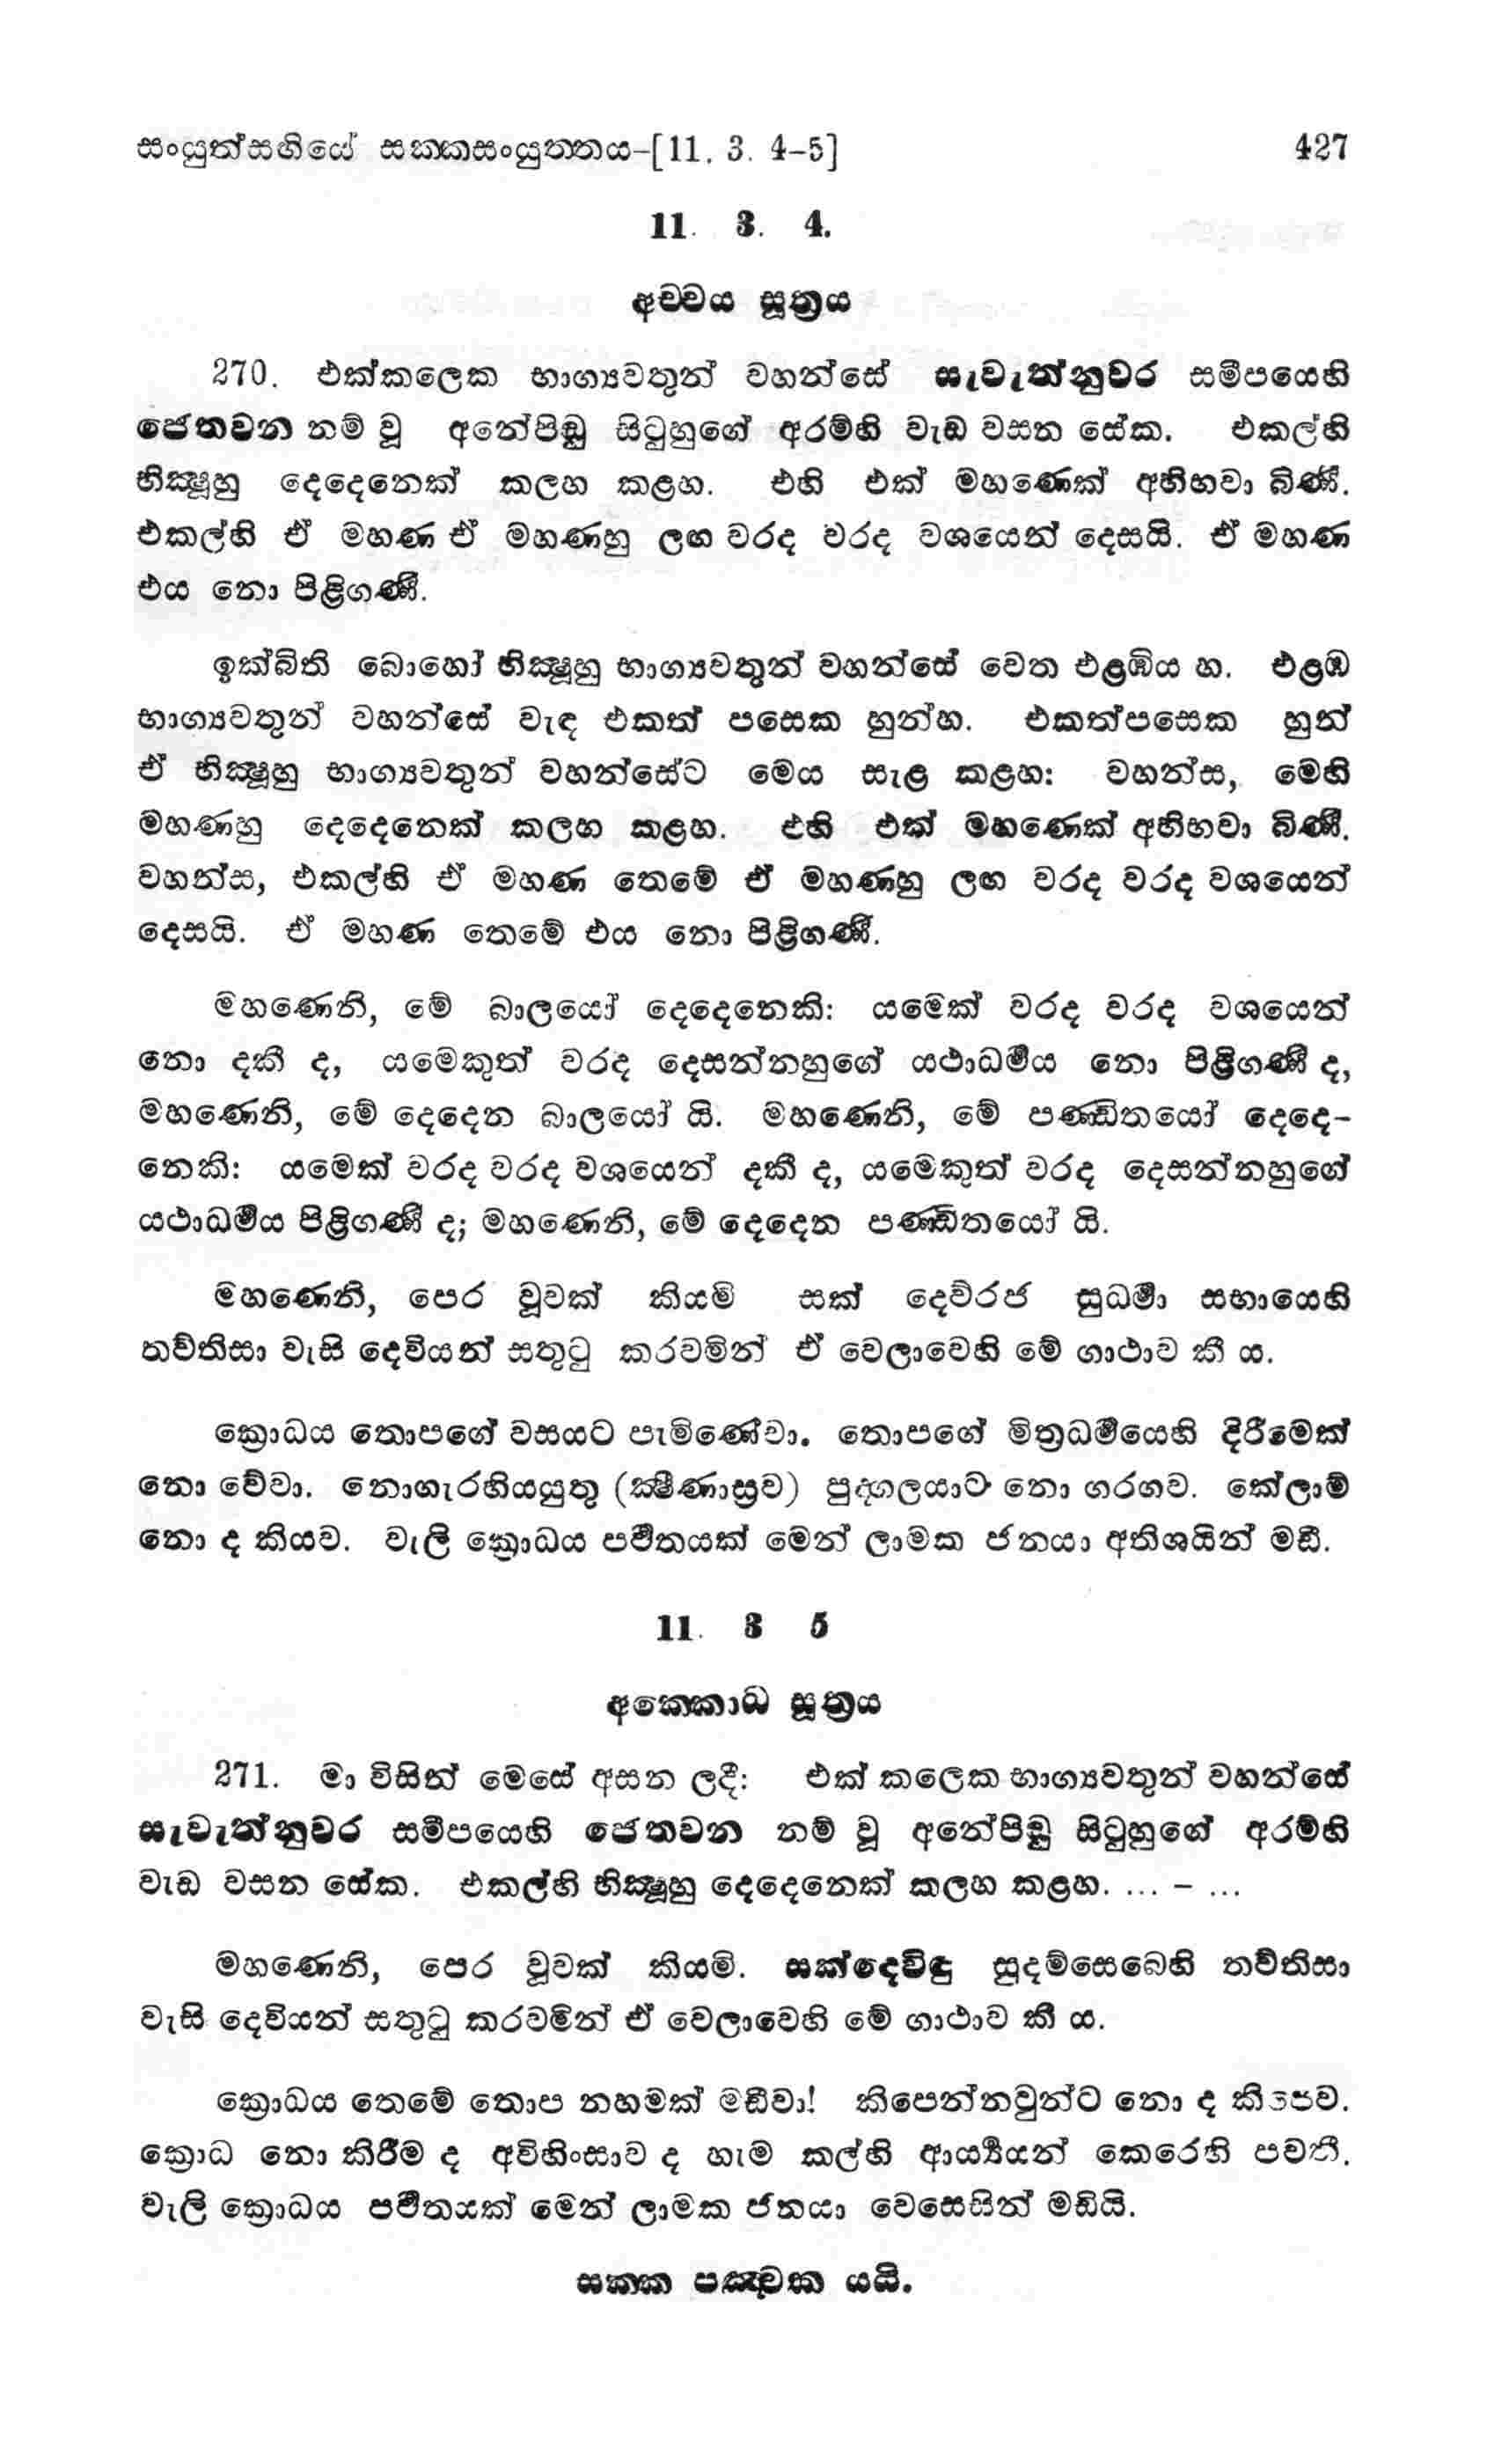 සංයුත්සඟියේ සක්කසංයුත්තය–[11. 3. 4–5] 427
11. 3. 4.
අච්චය සූත්‍රය
270. එක්කලෙක භාග්‍යවතුන් වහන්සේ සැවැත්නුවර සමීපයෙහි
ජෙතවන නම් වූ අනේපිඬු සිටුහුගේ අරම්හි වැඩ වසන සේක. එකල්හි
භික්‍ෂූහු දෙදෙනෙක් කලහ කළහ. එහි එක් මහණෙක් අභිභවා බිණී.
එකල්හි ඒ මහණ ඒ මහණහු ලඟ වරද වරද වශයෙන් දෙසයි. ඒ මහණ
එය නො පිළිගණී.
ඉක්බිති බොහෝ භික්‍ෂූහු භාග්‍යවතුන් වහන්සේ වෙත එළඹිය හ. එළඹ
භාග්‍යවතුන් වහන්සේ වැඳ එකත් පසෙක හුන්හ. එකත්පසෙක හුන්
ඒ භික්‍ෂූහු භාග්‍යවතුන් වහන්සේට මෙය සැළ කළහ: වහන්ස, මෙහි
මහණහු දෙදෙනෙක් කලහ කළහ. එහි එක් මහණෙක් අභිභවා බිණී.
වහන්ස, එකල්හි ඒ මහණ තෙමේ ඒ මහණහු ලඟ වරද වරද වශයෙන්
දෙසයි. ඒ මහණ තෙමේ එය නො පිළිගණී.
මහණෙනි, මේ බාලයෝ දෙදෙනෙකි: යමෙක් වරද වරද වශයෙන්
නො දකී ද, යමෙකුත් වරද දෙසන්නහුගේ යථාධර්‍මය නො පිළිගණී ද,
මහණෙනි, මේ දෙදෙන බාලයෝ යි. මහණෙනි, මේ පණ්ඩිතයෝ දෙදෙ-
නෙකි: යමෙක් වරද වරද වශයෙන් දකී ද, යමෙකුත් වරද දෙසන්නහුගේ
යථාධර්‍මය පිළිගණී ද; මහණෙනි, මේ දෙදෙන පණ්ඩිතයෝ යි.
මහණෙනි, පෙර වූවක් කියමි සක් දෙව්රජ සුධර්‍මා සභායෙහි
තව්තිසා වැසි දෙවියන් සතුටු කරවමින් ඒ වෙලාවෙහි මේ ගාථාව කී ය.
ක්‍රොධය තොපගේ වසයට පැමිණේවා. තොපගේ මිත්‍රධර්‍මයෙහි දිරීමෙක්
නො වේවා. නොගැරහියයුතු (ක්‍ෂීණාස්‍රව) පුද්ගලයාට නො ගරගව. කේලාම්
නො ද කියව. වැලි ක්‍රොධය පර්‍වතයක් මෙන් ලාමක ජනයා අතිශයින් මඩී.
11. 3 5
අක්කොධ සූත්‍රය
271. මා විසින් මෙසේ අසන ලදී: එක් කලෙක භාග්‍යවතුන් වහන්සේ
සැවැත්නුවර සමීපයෙහි ජෙතවන නම් වූ අනේපිඬු සිටුහුගේ අරම්හි
වැඩ වසන සේක. එකල්හි භික්‍ෂූහු දෙදෙනෙක් කලහ කළහ. ... – ...
මහණෙනි, පෙර වූවක් කියමි. සක්දෙවිඳු සුදම්සෙබෙහි තව්තිසා
වැසි දෙවියන් සතුටු කරවමින් ඒ වෙලාවෙහි මේ ගාථාව කී ය.
ක්‍රොධය තෙමේ තොප නහමක් මඩීවා! කිපෙන්නවුන්ට නො ද කිපෙව.
ක්‍රොධ නො කිරීම ද අවිහිංසාව ද හැම කල්හි ආර්‍ය්‍යයන් කෙරෙහි පවතී.
වැලි ක්‍රොධය පර්‍වතයක් මෙන් ලාමක ජනයා වෙසෙසින් මඩියි.
සක්ක පඤ්චක යයි.